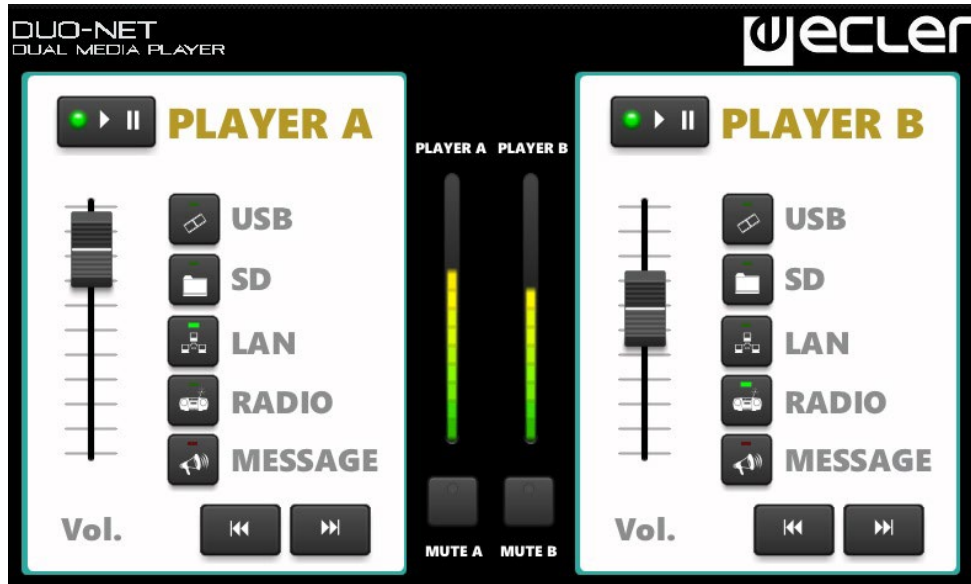 DUO-NET
DUAL MEDIA PLAYER
ecler
PLAYER A
USB
SD
LAN
RADIO
MESSAGE
Vol.
PLAYER A PLAYER B
MUTE A MUTE B
PLAYER B
USB
SD
LAN
RADIO
MESSAGE
Vol.